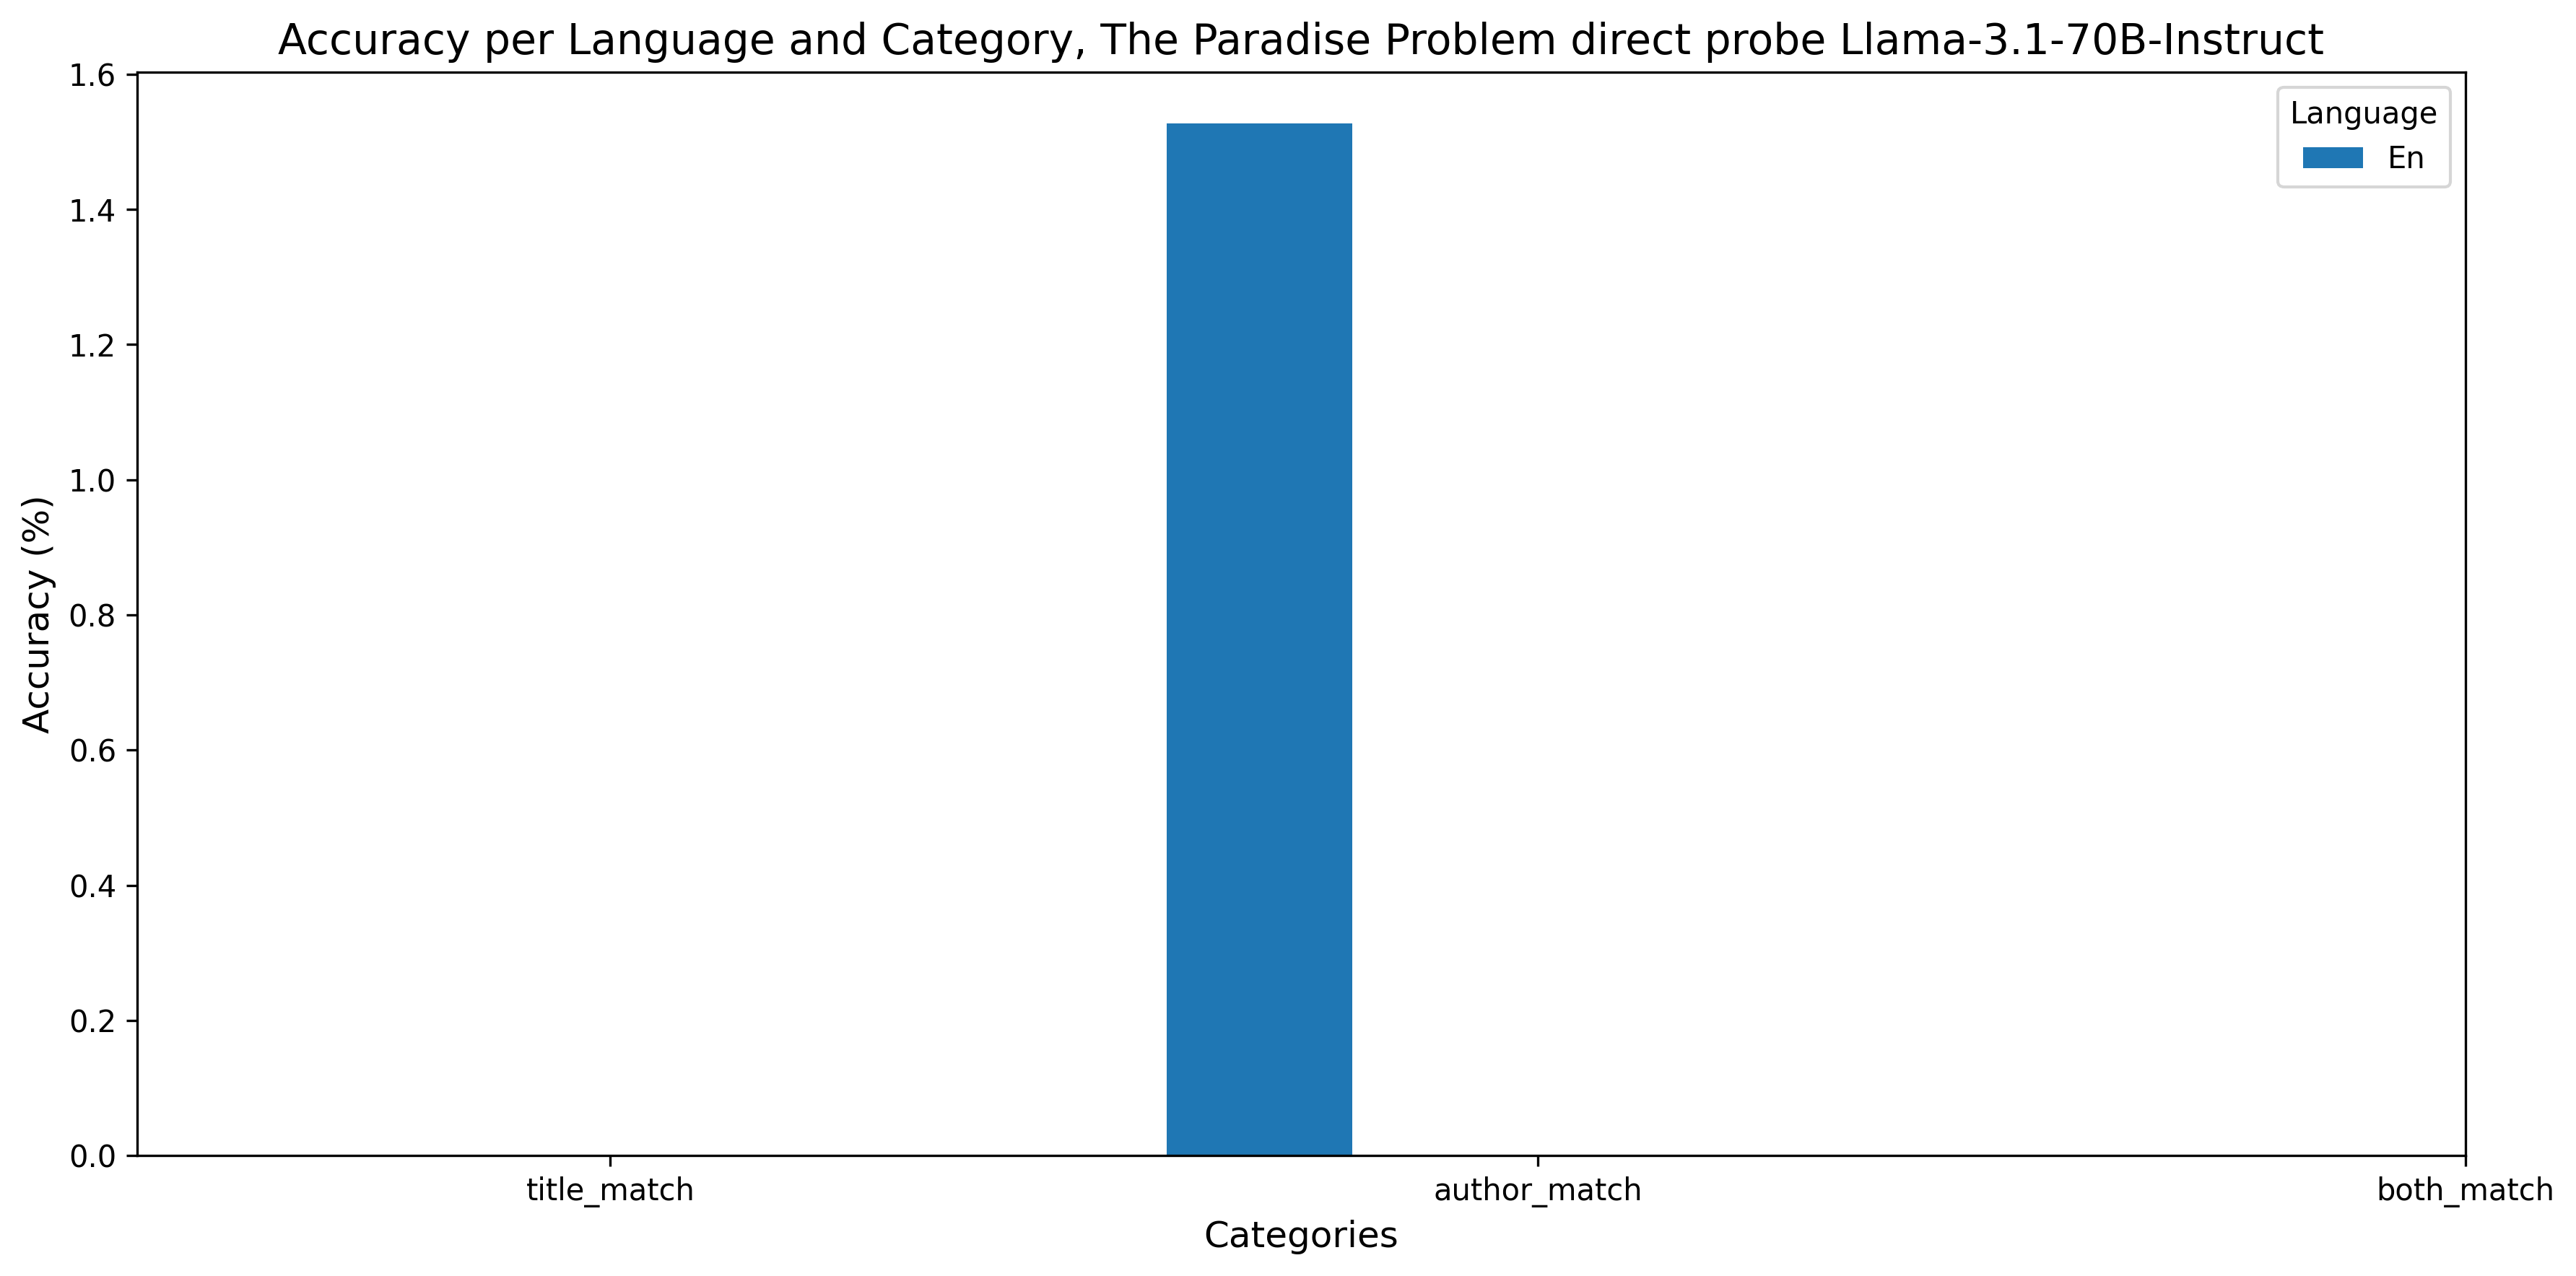 Accuracy per Language and Category, The Paradise Problem direct probe Llama-3.1-70B-Instruct
1.6
1.4
1.2
1.0
0.8
0.6
0.4
0.2
0.0
Accuracy (%)
Language
En
title_match
author_match
both_match
Categories